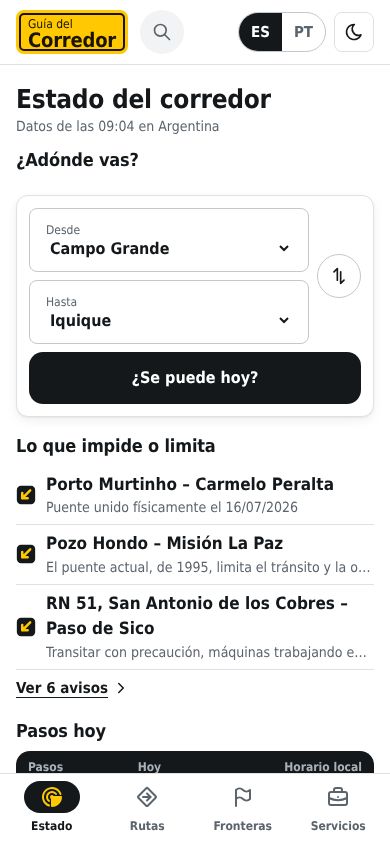 Guía del
Corredor
ES
PT
Estado del corredor
Datos de las 09:04 en Argentina
¿Adónde vas?
Desde
Campo Grande
Hasta
Iquique
¿Se puede hoy?
Lo que impide o limita
Porto Murtinho – Carmelo Peralta
Puente unido físicamente el 16/07/2026
Pozo Hondo – Misión La Paz
El puente actual, de 1995, limita el tránsito y la o...
RN 51, San Antonio de los Cobres –
Paso de Sico
Transitar con precaución, máquinas trabajando e...
Ver 6 avisos
Pasos hoy
Pasos Hoy Horario local
Estado
Rutas
Fronteras
Servicios